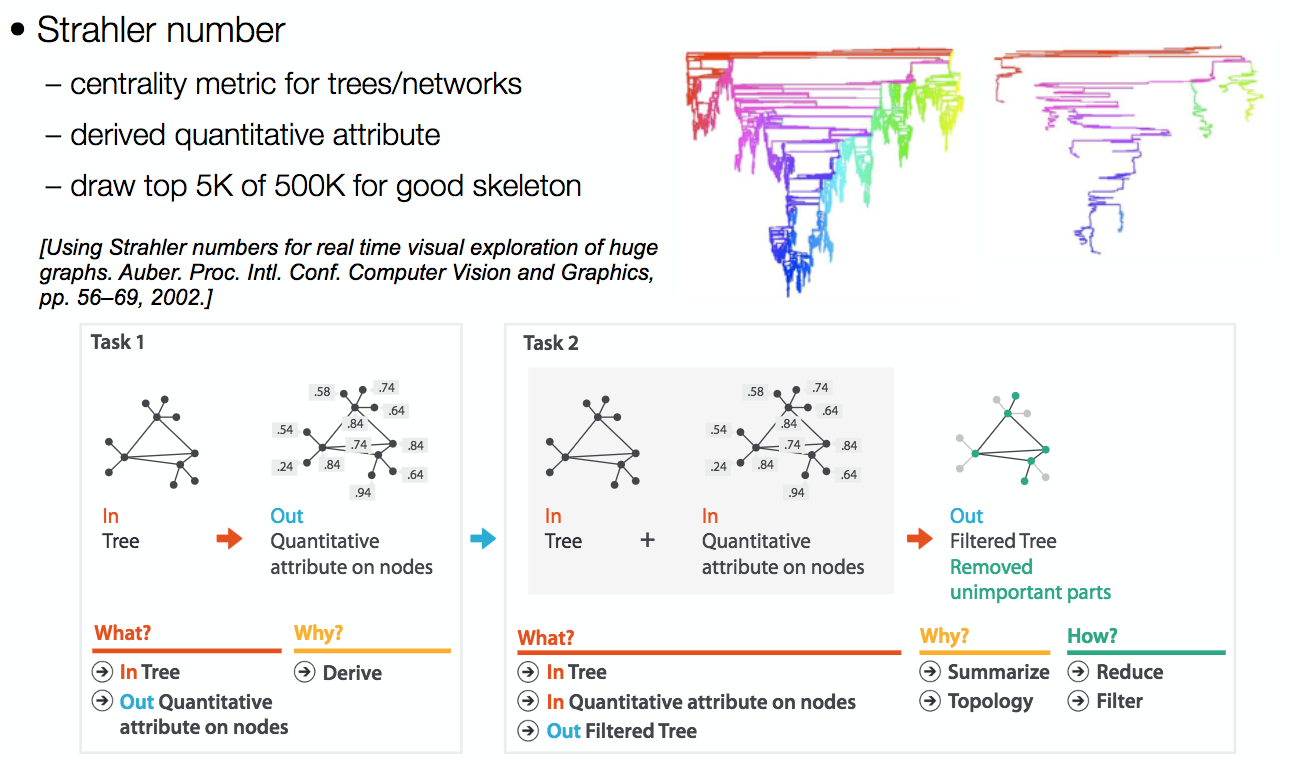 • Strahler number
– centrality metric for trees/networks
– derived quantitative attribute
– draw top 5K of 500K for good skeleton
[Using Strahler numbers for real time visual exploration of huge
graphs. Auber. Proc. Intl. Conf. Computer Vision and Graphics,
pp. 56–69, 2002.]
Task 1
.58
.74
.64
.54
.84
.74
.84
.24
.84
.64
.94
In
Tree
Out
Quantitative
attribute on nodes
What?
In Tree
Out Quantitative
attribute on nodes
Why?
Derive
Task 2
.58
.74
.64
.54
.84
.74
.84
.24
.84
.64
.94
In
Tree
+
In
Quantitative
attribute on nodes
Out
Filtered Tree
Removed
unimportant parts
What?
In Tree
In Quantitative attribute on nodes
Out Filtered Tree
Why?
Summarize
Topology
How?
Reduce
Filter